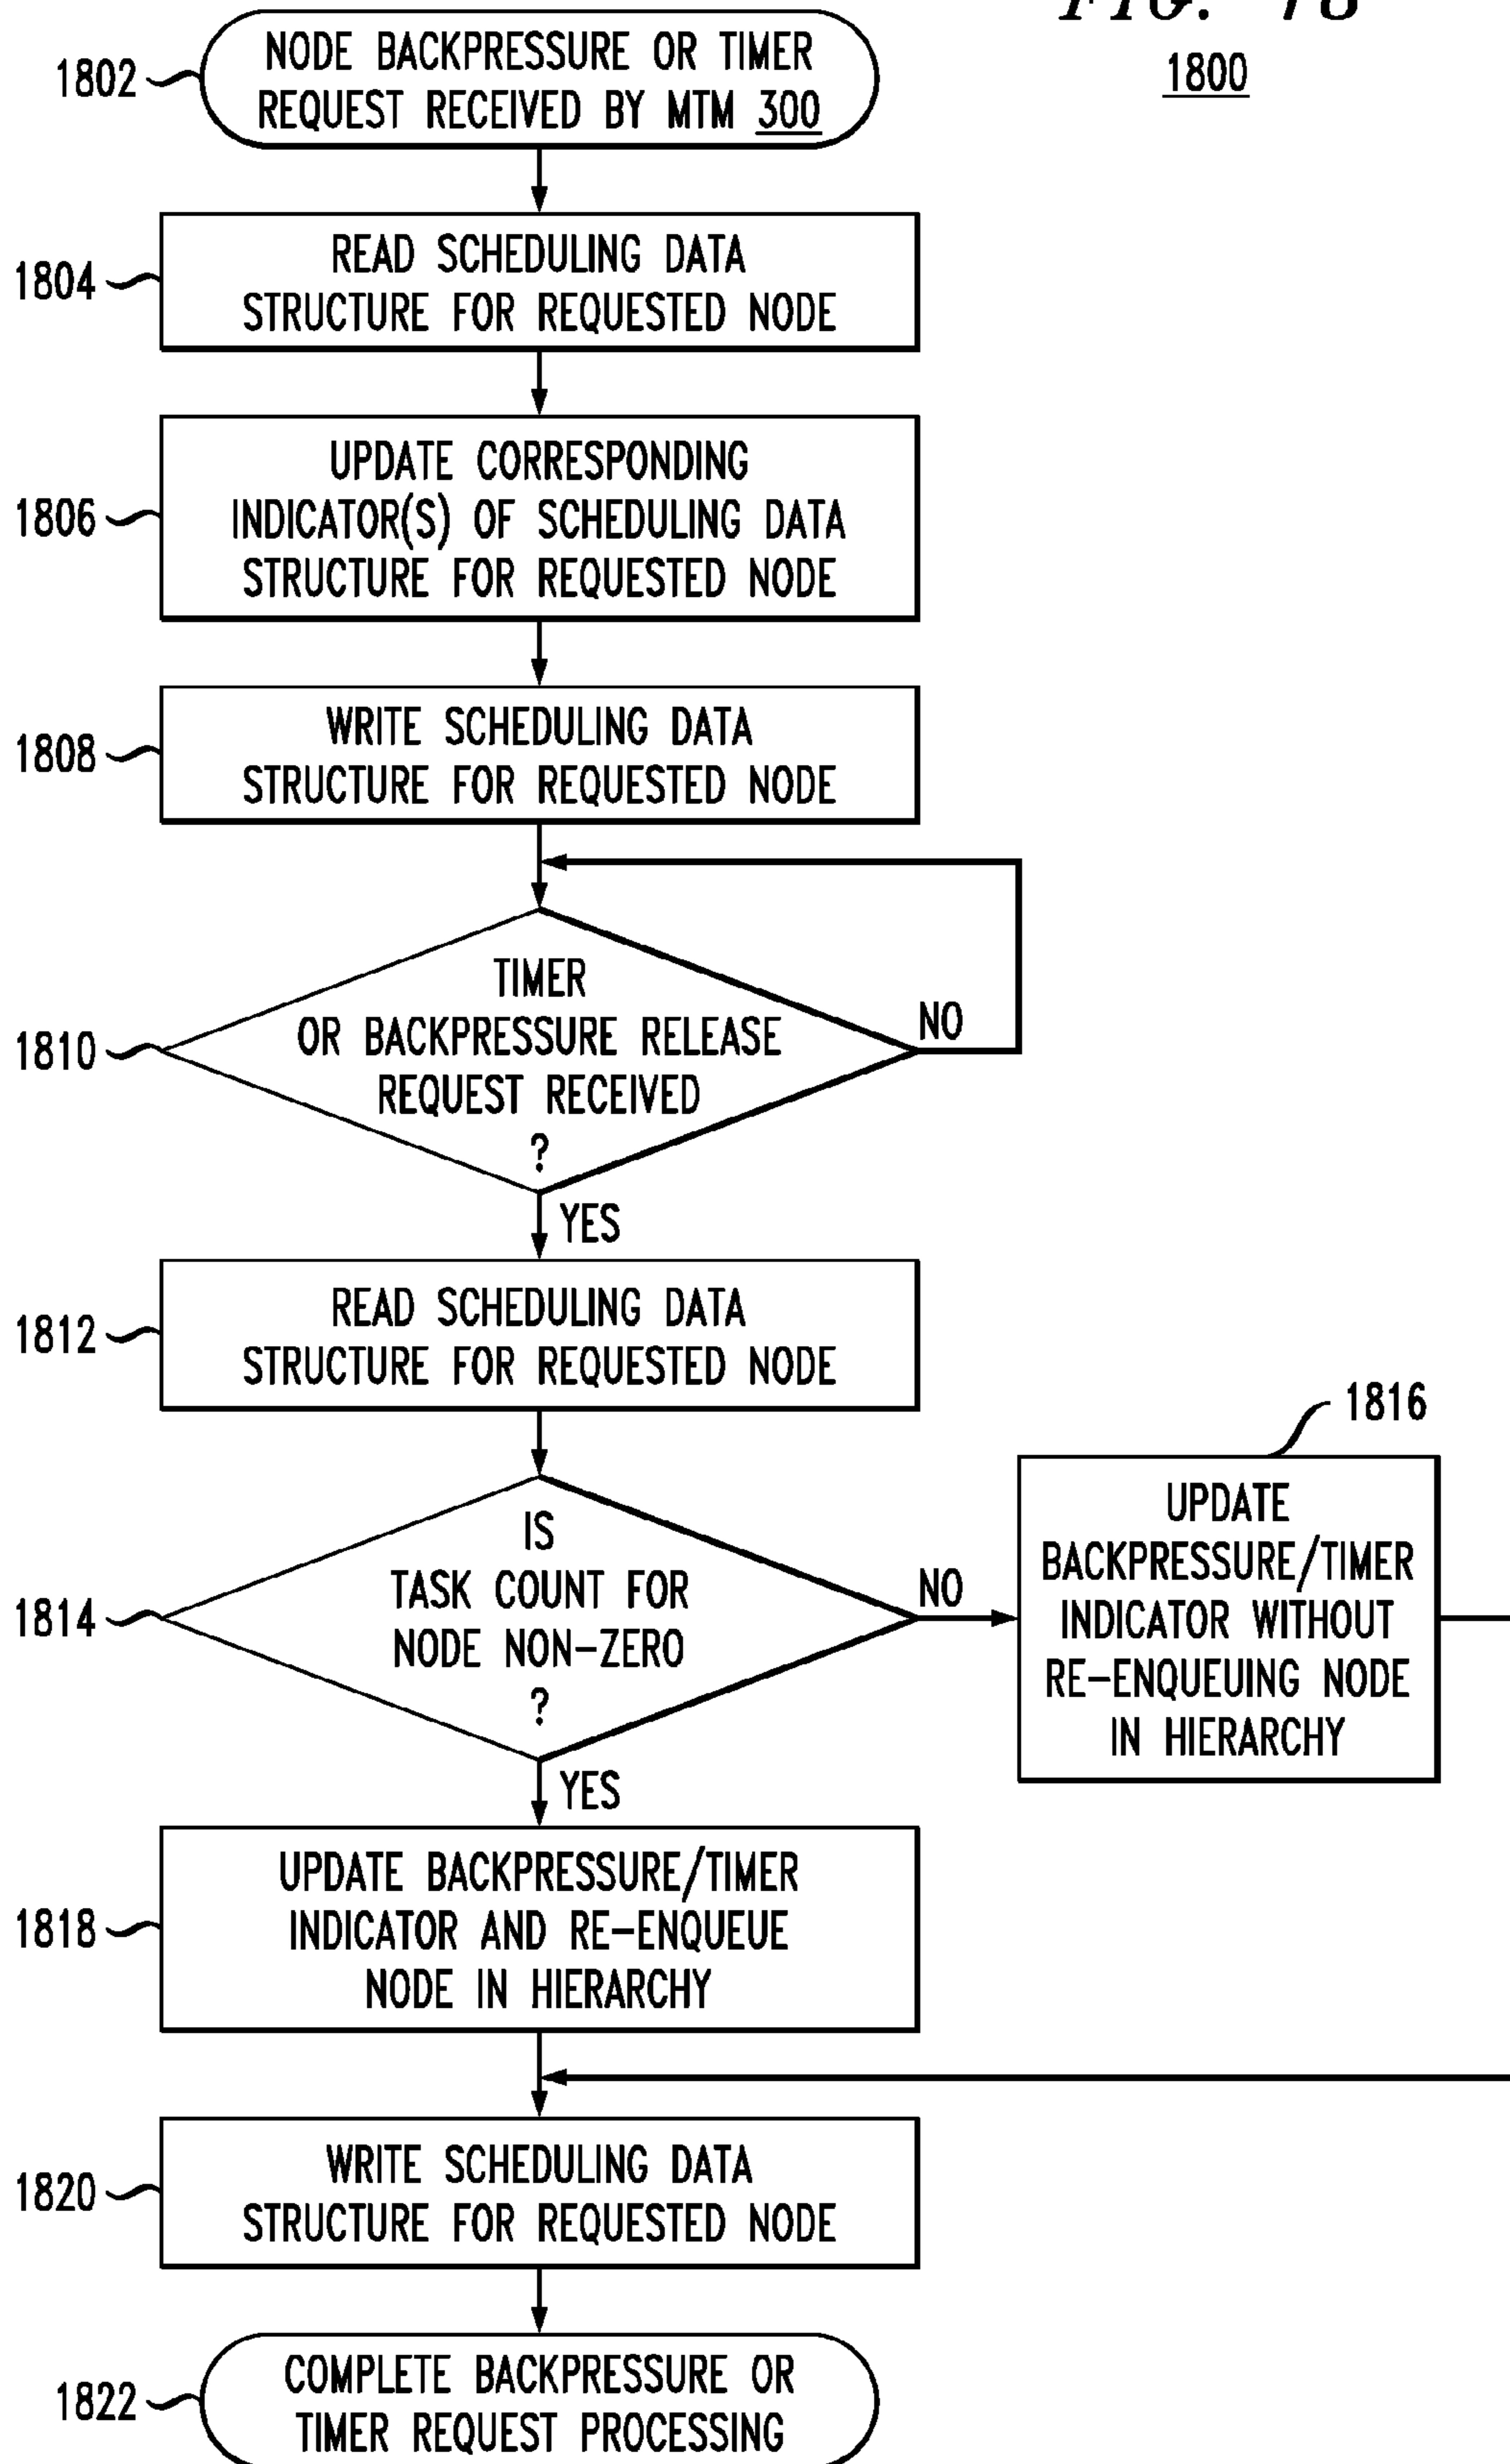 FIG. 18
1800
1802
NODE BACKPRESSURE OR TIMER
REQUEST RECEIVED BY MTM 300
1804
READ SCHEDULING DATA
STRUCTURE FOR REQUESTED NODE
1806
UPDATE CORRESPONDING
INDICATOR(S) OF SCHEDULING DATA
STRUCTURE FOR REQUESTED NODE
1808
WRITE SCHEDULING DATA
STRUCTURE FOR REQUESTED NODE
1810
TIMER
OR BACKPRESSURE RELEASE
REQUEST RECEIVED
?
NO
YES
1812
READ SCHEDULING DATA
STRUCTURE FOR REQUESTED NODE
1814
IS
TASK COUNT FOR
NODE NON-ZERO
?
NO
YES
1816
UPDATE
BACKPRESSURE/TIMER
INDICATOR WITHOUT
RE-ENQUEUING NODE
IN HIERARCHY
1818
UPDATE BACKPRESSURE/TIMER
INDICATOR AND RE-ENQUEUE
NODE IN HIERARCHY
1820
WRITE SCHEDULING DATA
STRUCTURE FOR REQUESTED NODE
1822
COMPLETE BACKPRESSURE OR
TIMER REQUEST PROCESSING